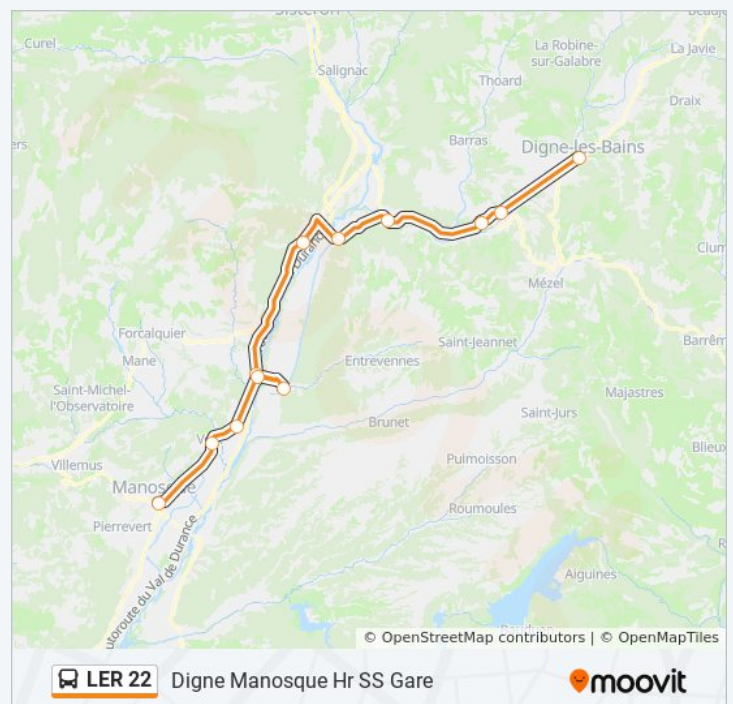 Sisteron
Curel
La Robine-
sur-Galabre
La Javie
Salignac
Thoard
Draix
Barras
Digne-les-Bains
Durance
Mézel
Forcalquier
Mane
Saint-Jeannet
Entrevennes
Saint-Michel-
l'Observatoire
Majastres
Saint-Jurs
Brunet
Villemus
Puimoisson
Manosque
Roumoules
Pierrevert
Autoroute du Val de Durance
Aiguines
© OpenStreetMap contributors | © OpenMapTiles
LER 22
Digne Manosque Hr SS Gare
moovit